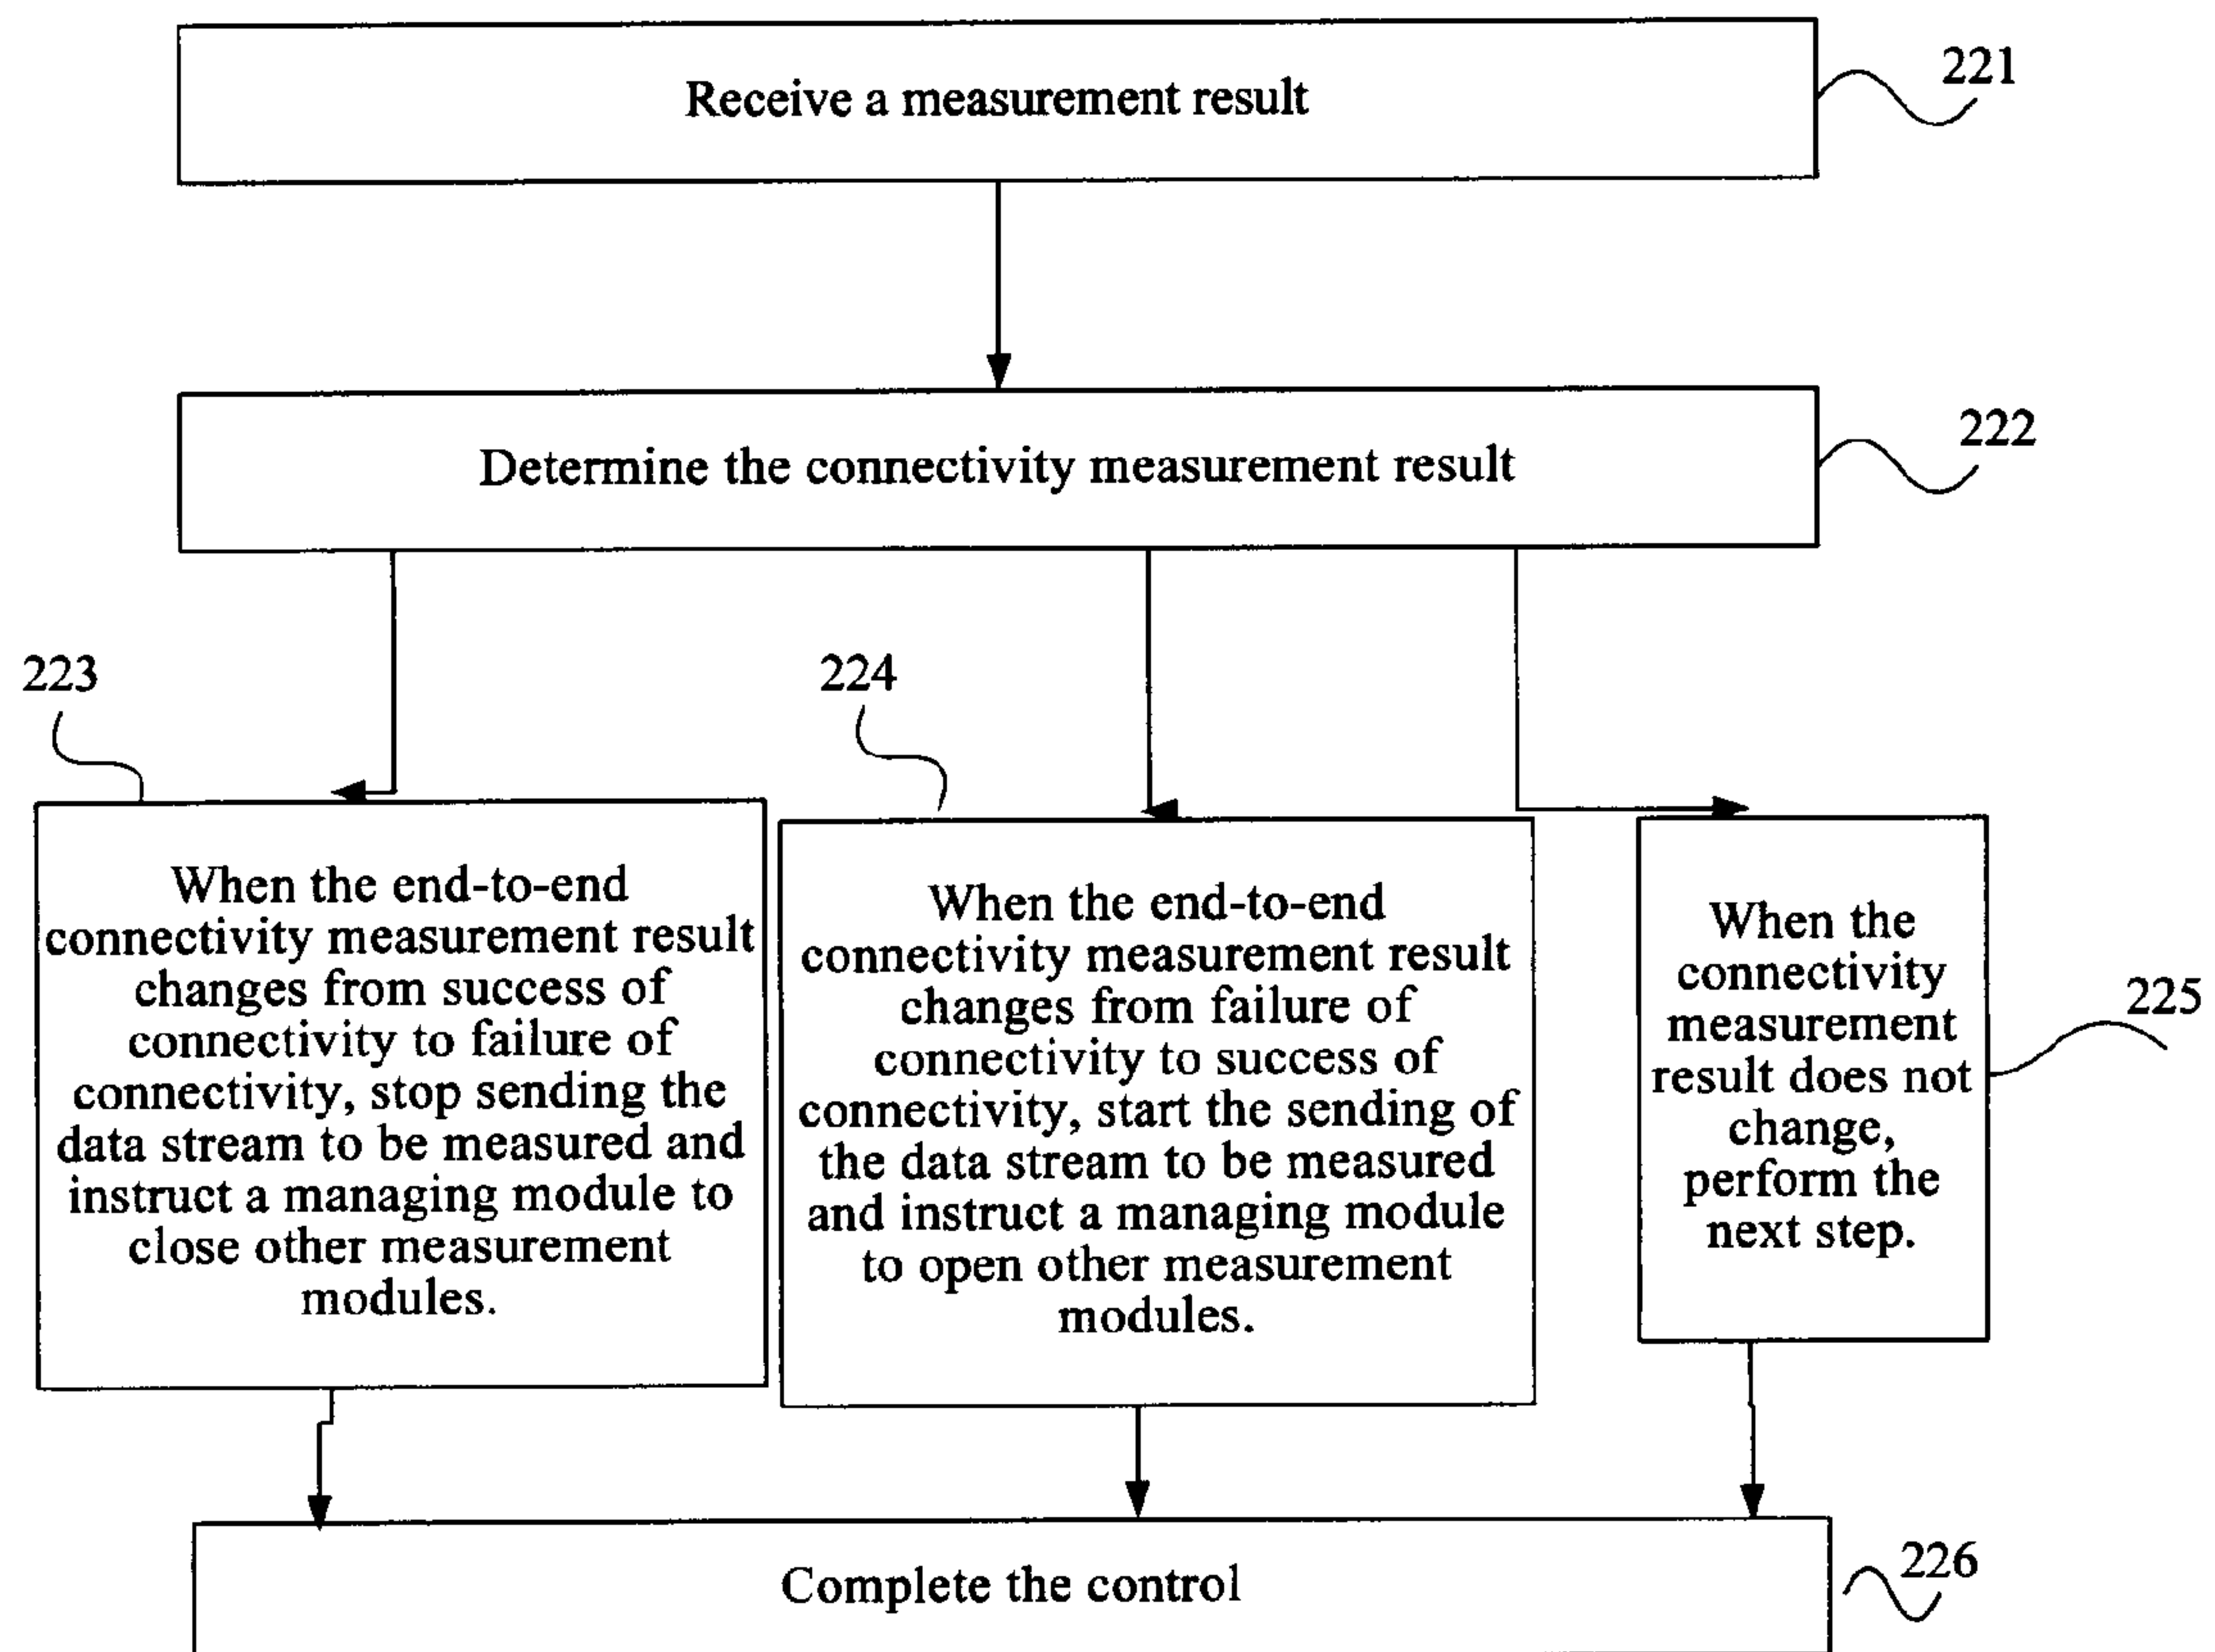 Receive a measurement result
221
Determine the connectivity measurement result
222
223
When the end-to-end
connectivity measurement result
changes from success of
connectivity to failure of
connectivity, stop sending the
data stream to be measured and
instruct a managing module to
close other measurement
modules.
224
When the end-to-end
connectivity measurement result
changes from failure of
connectivity to success of
connectivity, start the sending of
the data stream to be measured
and instruct a managing module
to open other measurement
modules.
When the
connectivity
measurement
result does not
change,
perform the
next step.
225
Complete the control
226